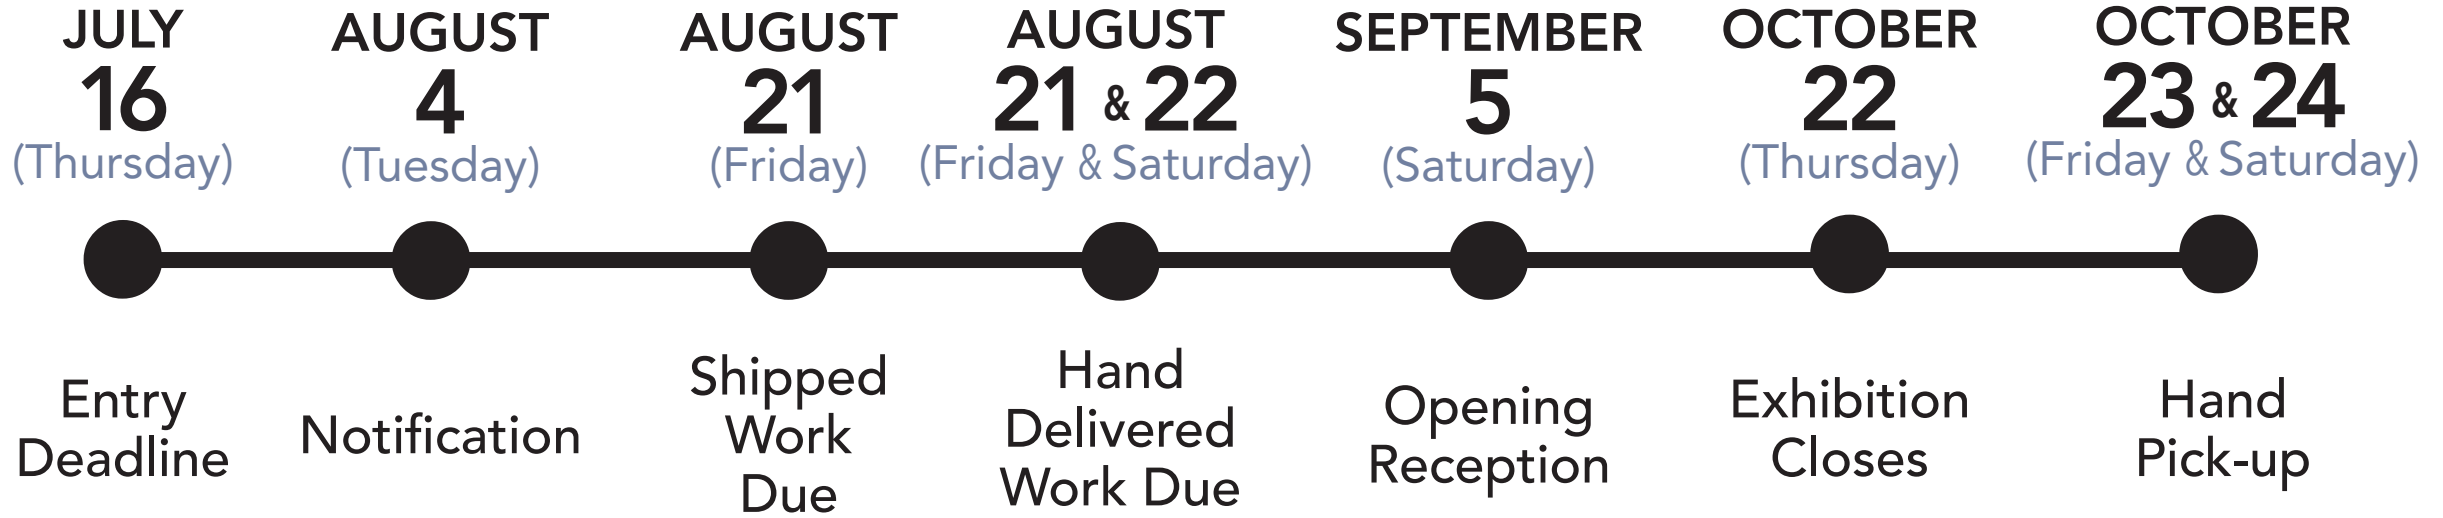 JULY
16
(Thursday)
AUGUST
4
(Tuesday)
AUGUST
21
(Friday)
AUGUST
21 & 22
(Friday & Saturday)
SEPTEMBER
5
(Saturday)
OCTOBER
22
(Thursday)
OCTOBER
23 & 24
(Friday & Saturday)
Entry
Deadline
Notification
Shipped
Work
Due
Hand
Delivered
Work Due
Opening
Reception
Exhibition
Closes
Hand
Pick-up